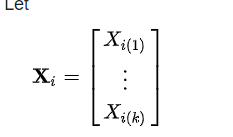 Let
X_{i(1)}
𝐗_i = [ ⋮ ]
X_{i(k)}